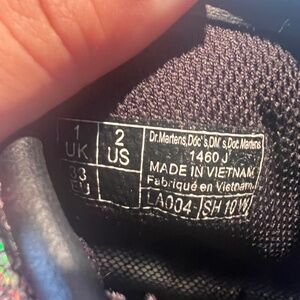 1 UK
2 US
33 EU
Dr.Martens,Doc's,DM's,Doc Martens
1460 J
MADE IN VIETNAM
Fabriqué en Vietnam
LA004
SH 10W